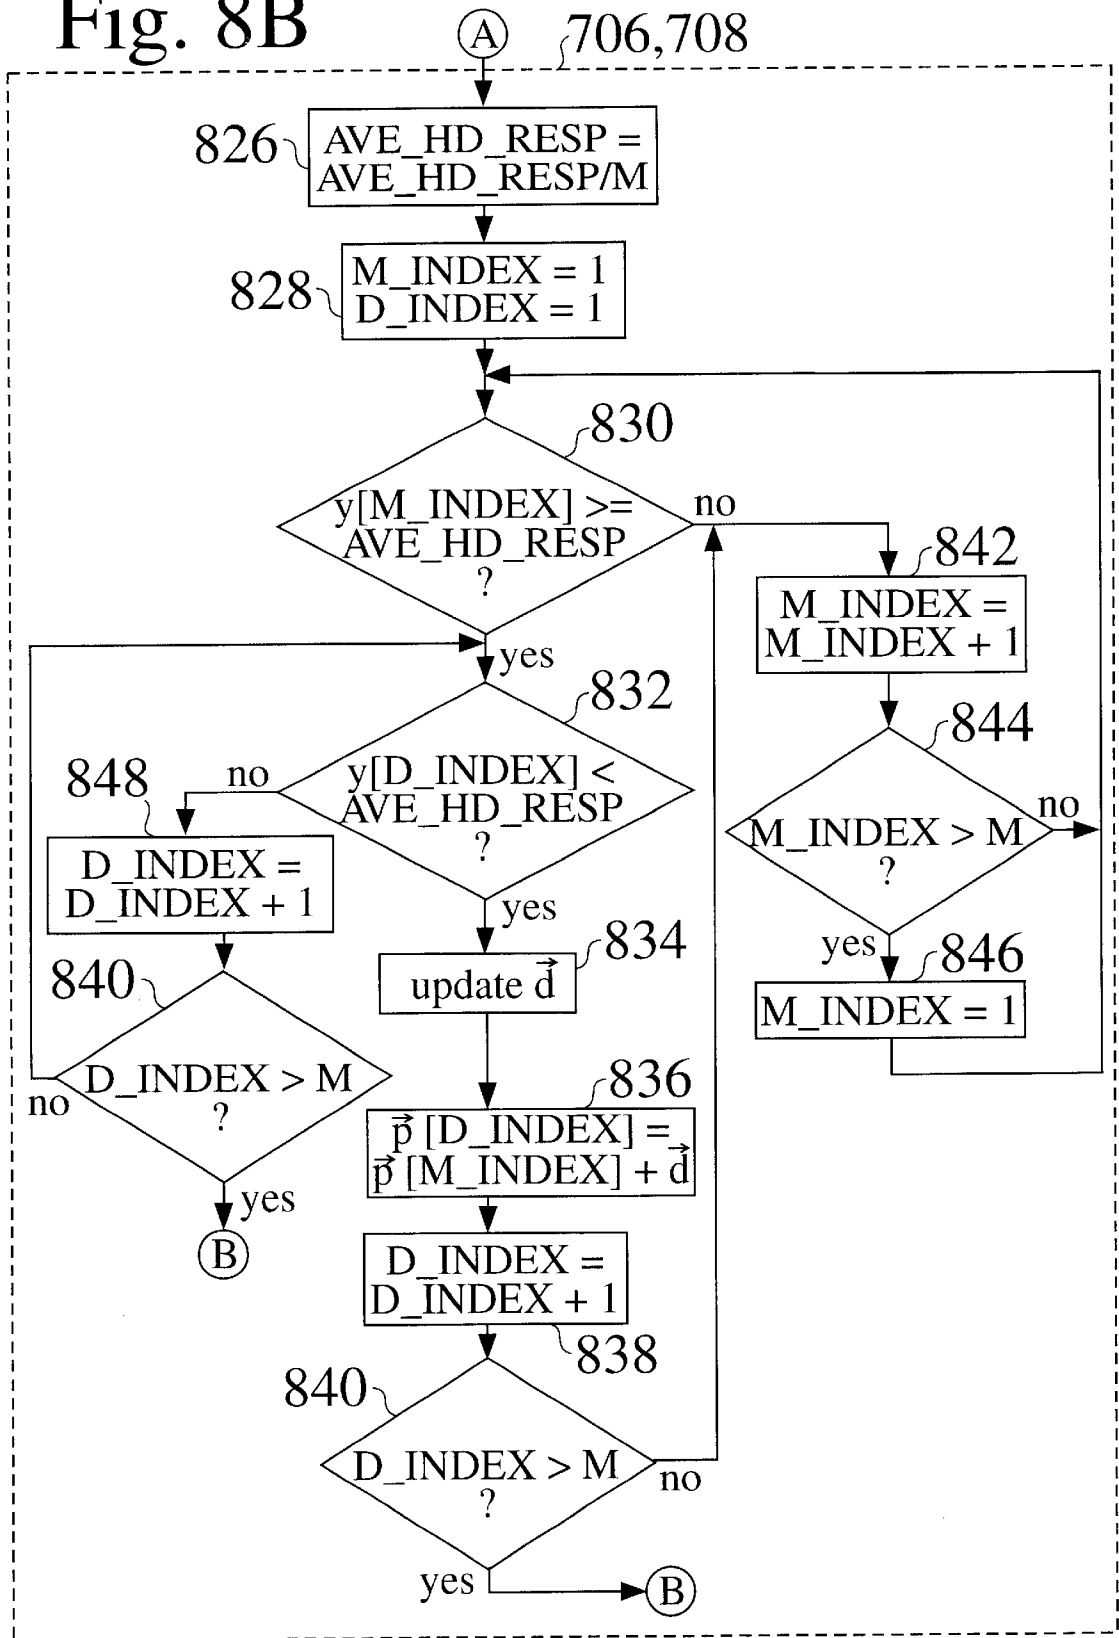 Fig. 8B
A
706,708
826
AVE_HD_RESP =
AVE_HD_RESP/M
828
M_INDEX = 1
D_INDEX = 1
830
y[M_INDEX] >=
AVE_HD_RESP
?
no
yes
842
M_INDEX =
M_INDEX + 1
832
y[D_INDEX] <
AVE_HD_RESP
?
no
yes
844
M_INDEX > M
?
no
yes
848
D_INDEX =
D_INDEX + 1
834
update d⃗
846
M_INDEX = 1
840
D_INDEX > M
?
no
yes
B
836
p⃗ [D_INDEX] =
p⃗ [M_INDEX] + d⃗
D_INDEX =
D_INDEX + 1
838
840
D_INDEX > M
?
no
yes
B